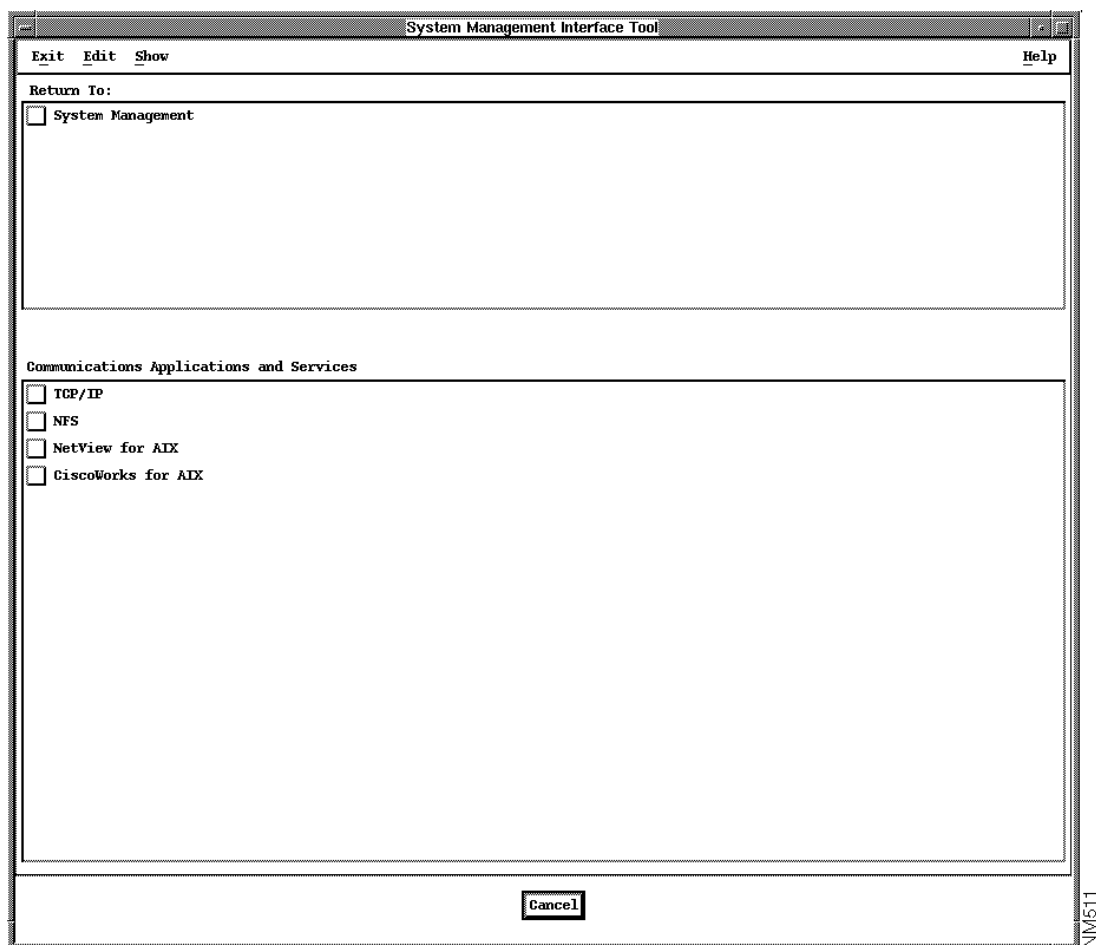 System Management Interface Tool
Exit Edit Show Help
Return To:
System Management
Communications Applications and Services
TCP/IP
NFS
NetView for AIX
CiscoWorks for AIX
Cancel
NM511